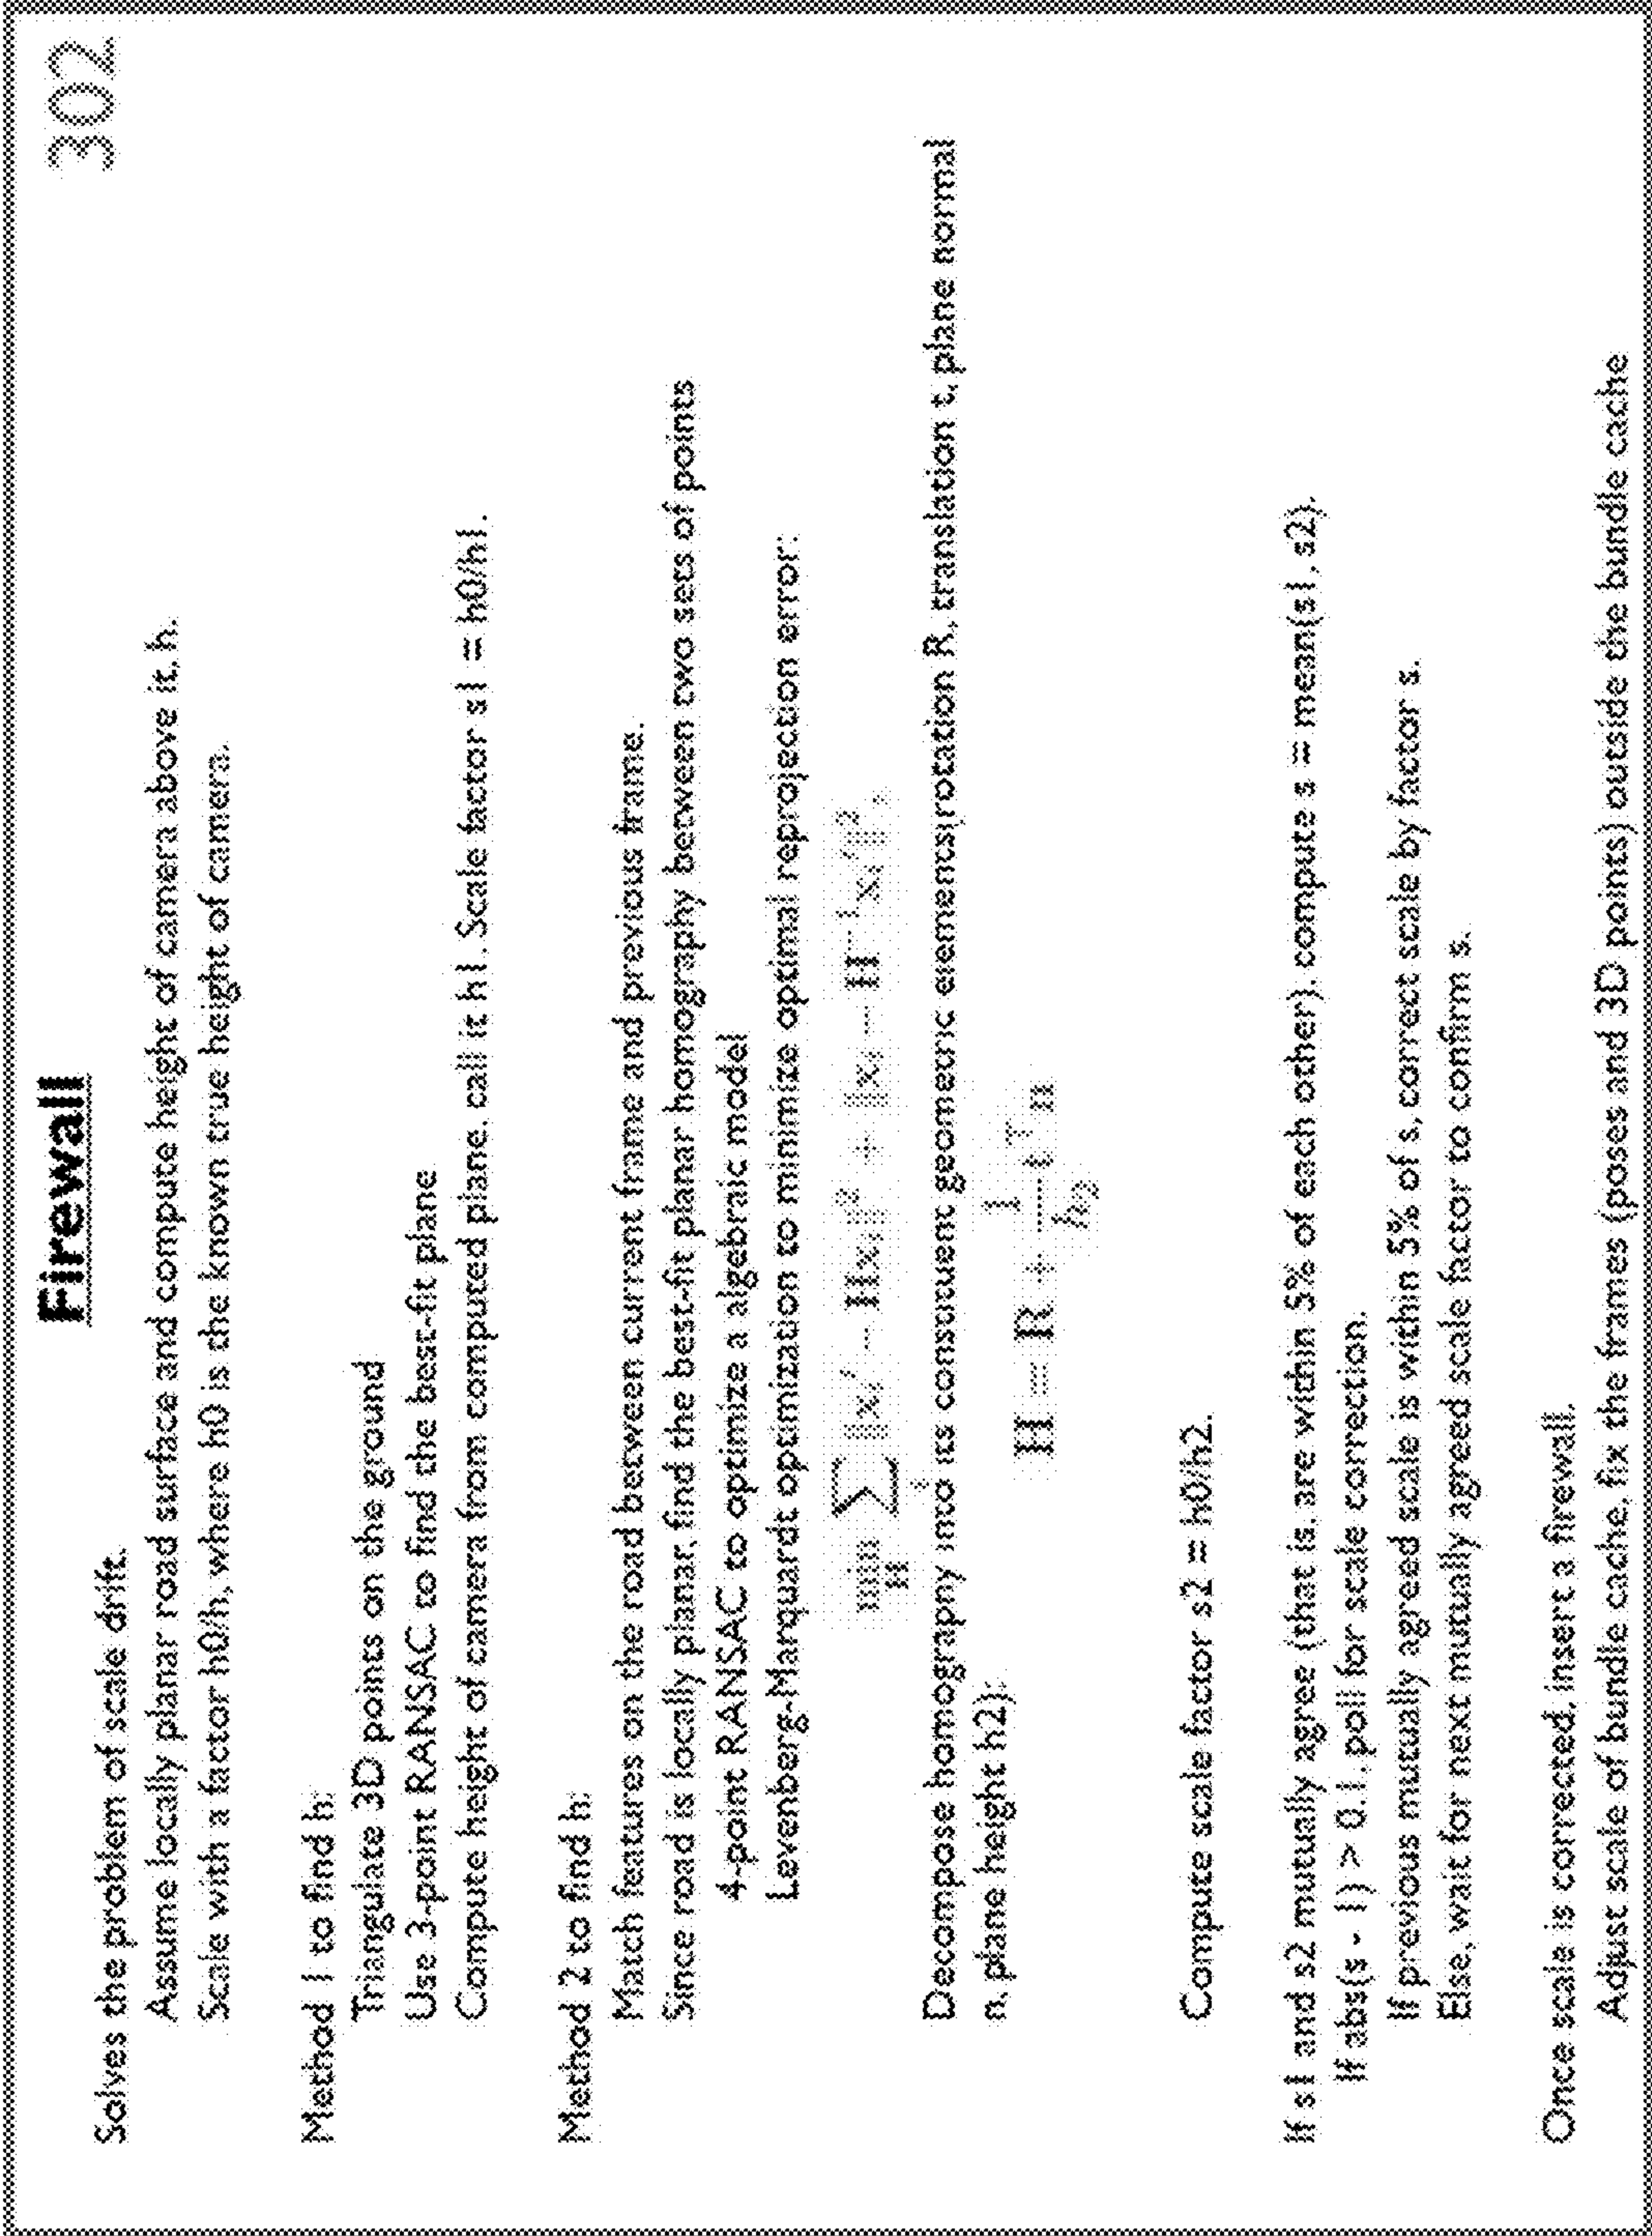 302
Firewall
Solves the problem of scale drift.
Assume locally planar road surface and compute height of camera above it, h.
Scale with a factor h0/h, where h0 is the known true height of camera.
Method 1 to find h:
Triangulate 3D points on the ground
Use 3-point RANSAC to find the best-fit plane
Compute height of camera from computed plane, call it h1. Scale factor s1 = h0/h1.
Method 2 to find h:
Match features on the road between current frame and previous frame.
Since road is locally planar, find the best-fit planar homography between two sets of points
4-point RANSAC to optimize a algebraic model
Levenberg-Marquardt optimization to minimize optimal reprojection error:
min_H ∑_i ||x_i′ − Hx_i||² + ||x_i − H⁻¹x_i′||²,
Decompose homography into its constituent geometric elements(rotation R, translation t, plane normal
n, plane height h2):
H = R + 1/h₂ t^T n
Compute scale factor s2 = h0/h2.
If s1 and s2 mutually agree (that is, are within 5% of each other), compute s = mean(s1, s2).
If abs(s - 1) > 0.1, poll for scale correction.
If previous mutually agreed scale is within 5% of s, correct scale by factor s.
Else, wait for next mutually agreed scale factor to confirm s.
Once scale is corrected, insert a firewall.
Adjust scale of bundle cache, fix the frames (poses and 3D points) outside the bundle cache